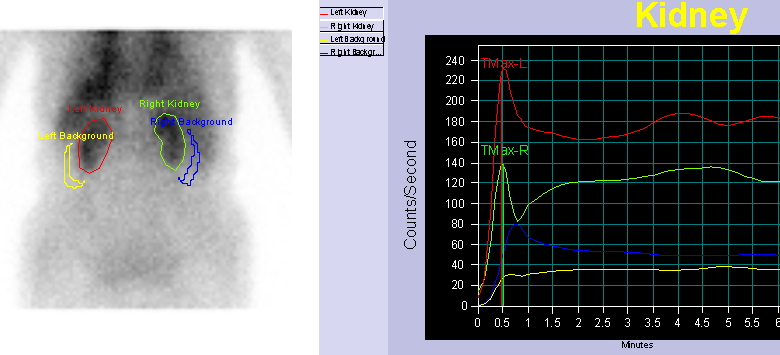 Left Kidney
Right Kidney
Left Background
Right Backgr...
Kidney
Left Kidney
Right Kidney
Left Background
Right Background
TMax-L
TMax-R
Counts/Second
240
220
200
180
160
140
120
100
80
60
40
20
0
0 0.5 1 1.5 2 2.5 3 3.5 4 4.5 5 5.5 6
Minutes